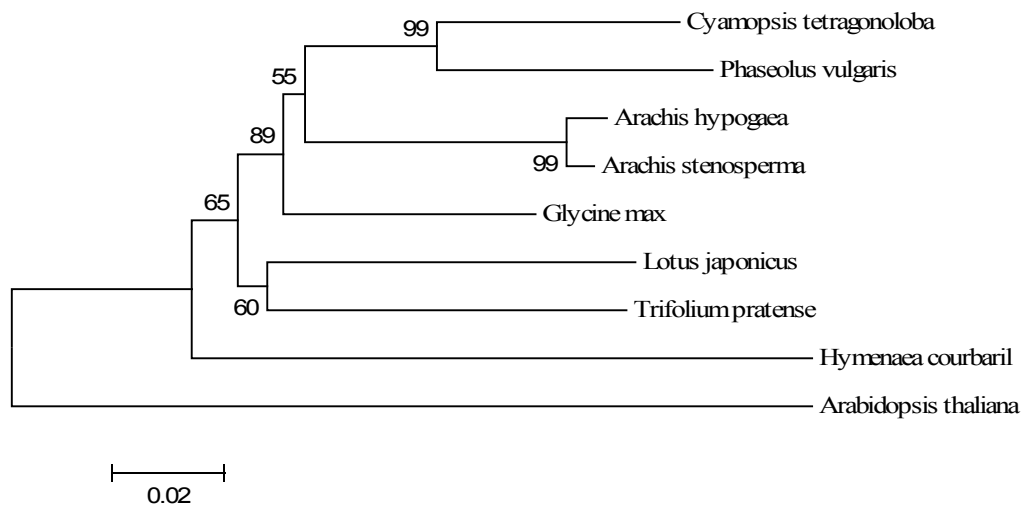 99
Cyamopsis tetragonoloba
Phaseolus vulgaris
55
Arachis hypogaea
89
99
Arachis stenosperma
65
Glycine max
Lotus japonicus
60
Trifolium pratense
Hymenaea courbaril
Arabidopsis thaliana
0.02